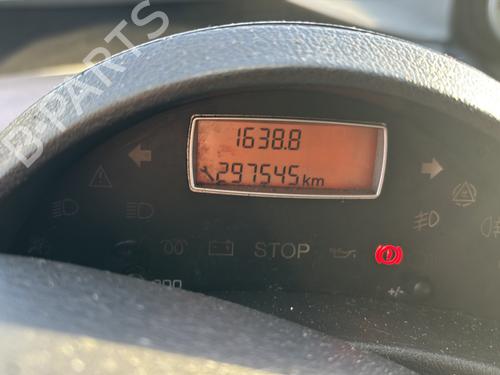 B-PARTS
1638.8
297545 km
STOP
+/-